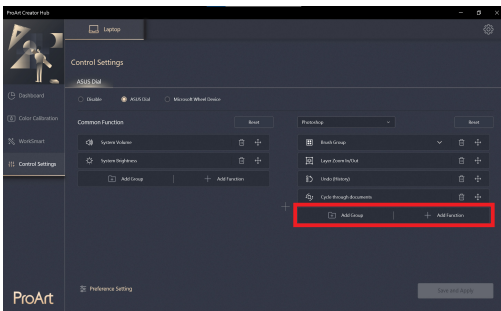 ProArt Creator Hub
Laptop
Control Settings
ASUS Dial
Disable
ASUS Dial
Microsoft Wheel Device
Dashboard
Color Calibration
WorkSmart
Control Settings
Common Function
Reset
System Volume
System Brightness
Add Group
Add Function
Photoshop
Reset
Brush Group
Layer Zoom In/Out
Undo (History)
Cycle through documents
Add Group
Add Function
Preference Setting
Save and Apply
ProArt